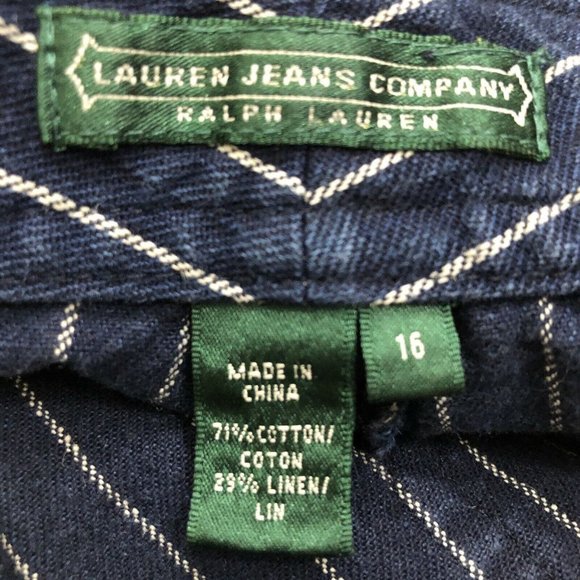 LAUREN JEANS COMPANY
RALPH LAUREN
16
MADE IN
CHINA
71% COTTON/
COTON
29% LINEN/
LIN